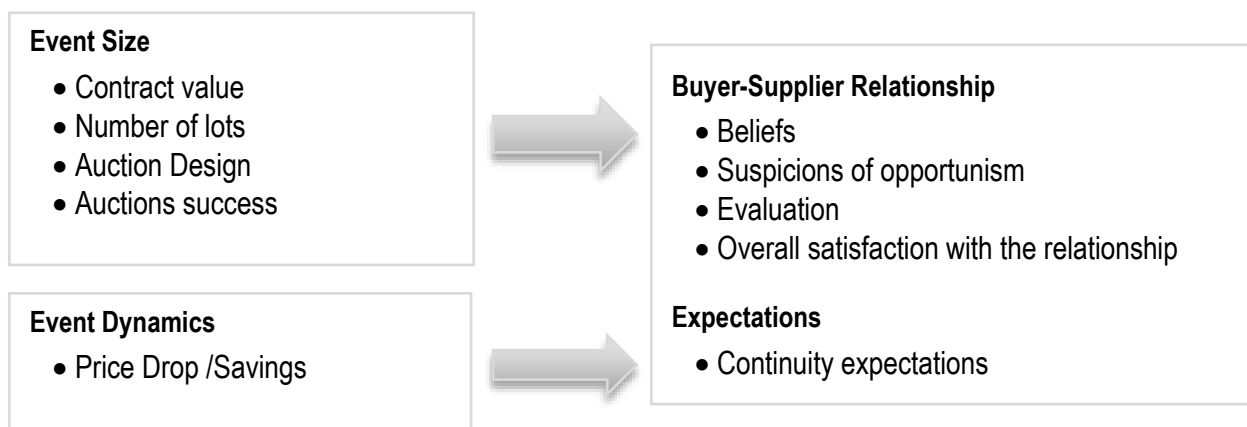 Event Size
• Contract value
• Number of lots
• Auction Design
• Auctions success
Event Dynamics
• Price Drop /Savings
Buyer-Supplier Relationship
• Beliefs
• Suspicions of opportunism
• Evaluation
• Overall satisfaction with the relationship
Expectations
• Continuity expectations